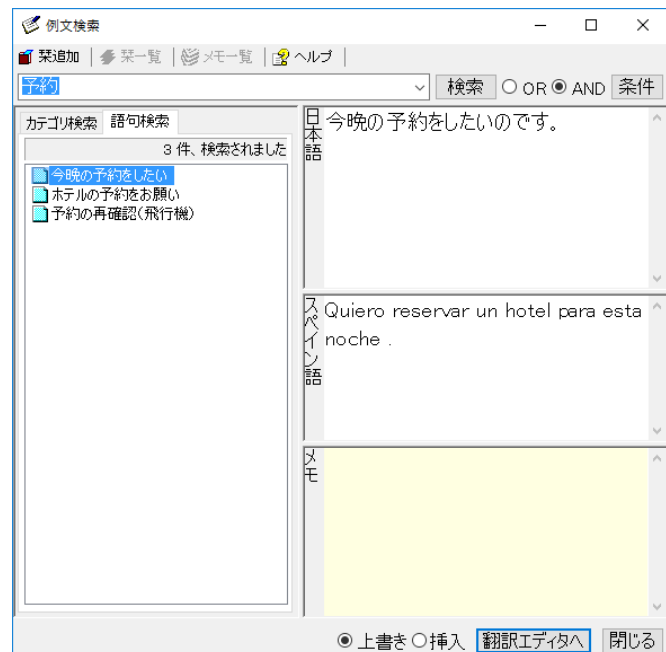 例文検索
栞追加 栞一覧 メモ一覧 ヘルプ
予約 検索 OR AND 条件
カテゴリ検索 語句検索
3 件、検索されました
今晩の予約をしたい
ホテルの予約をお願い
予約の再確認(飛行機)
日本語
今晩の予約をしたいのです。
スペイン語
Quiero reservar un hotel para esta
noche .
メモ
上書き 挿入 翻訳エディタへ 閉じる